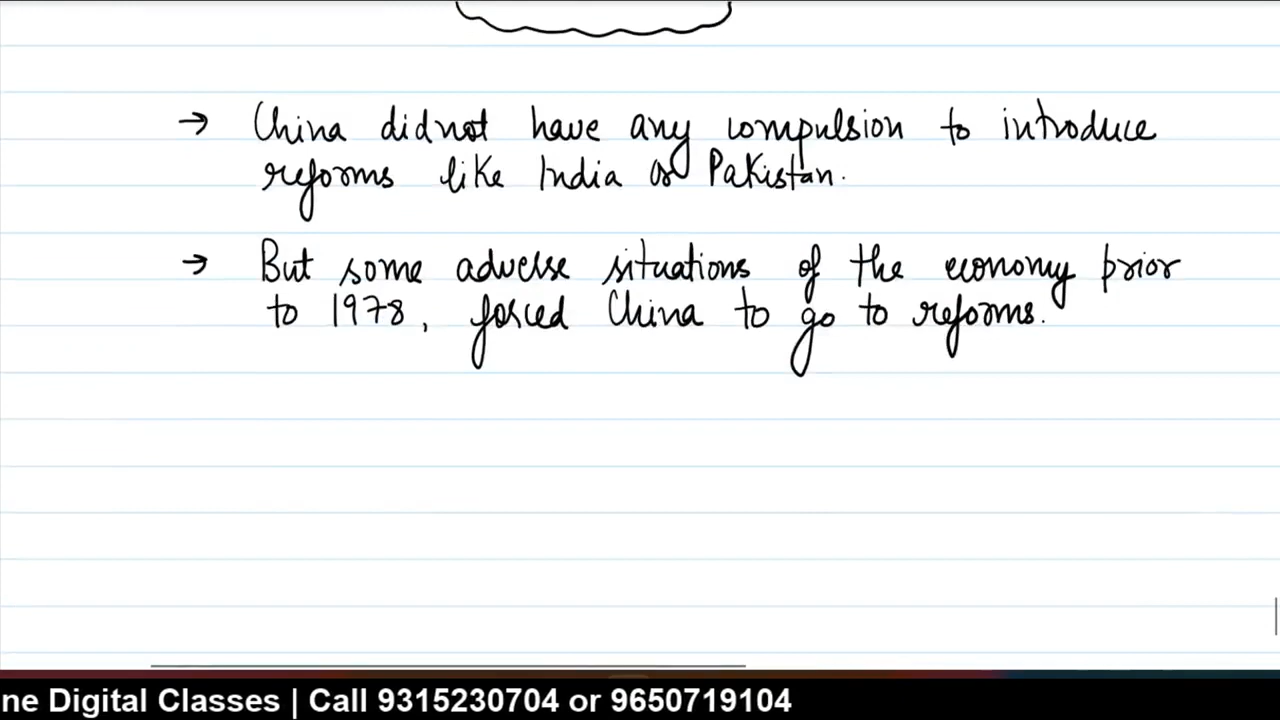 → China didnot have any compulsion to introduce
reforms like India or Pakistan.
→ But some adverse situations of the economy prior
to 1978, forced China to go to reforms.
ne Digital Classes | Call 9315230704 or 9650719104